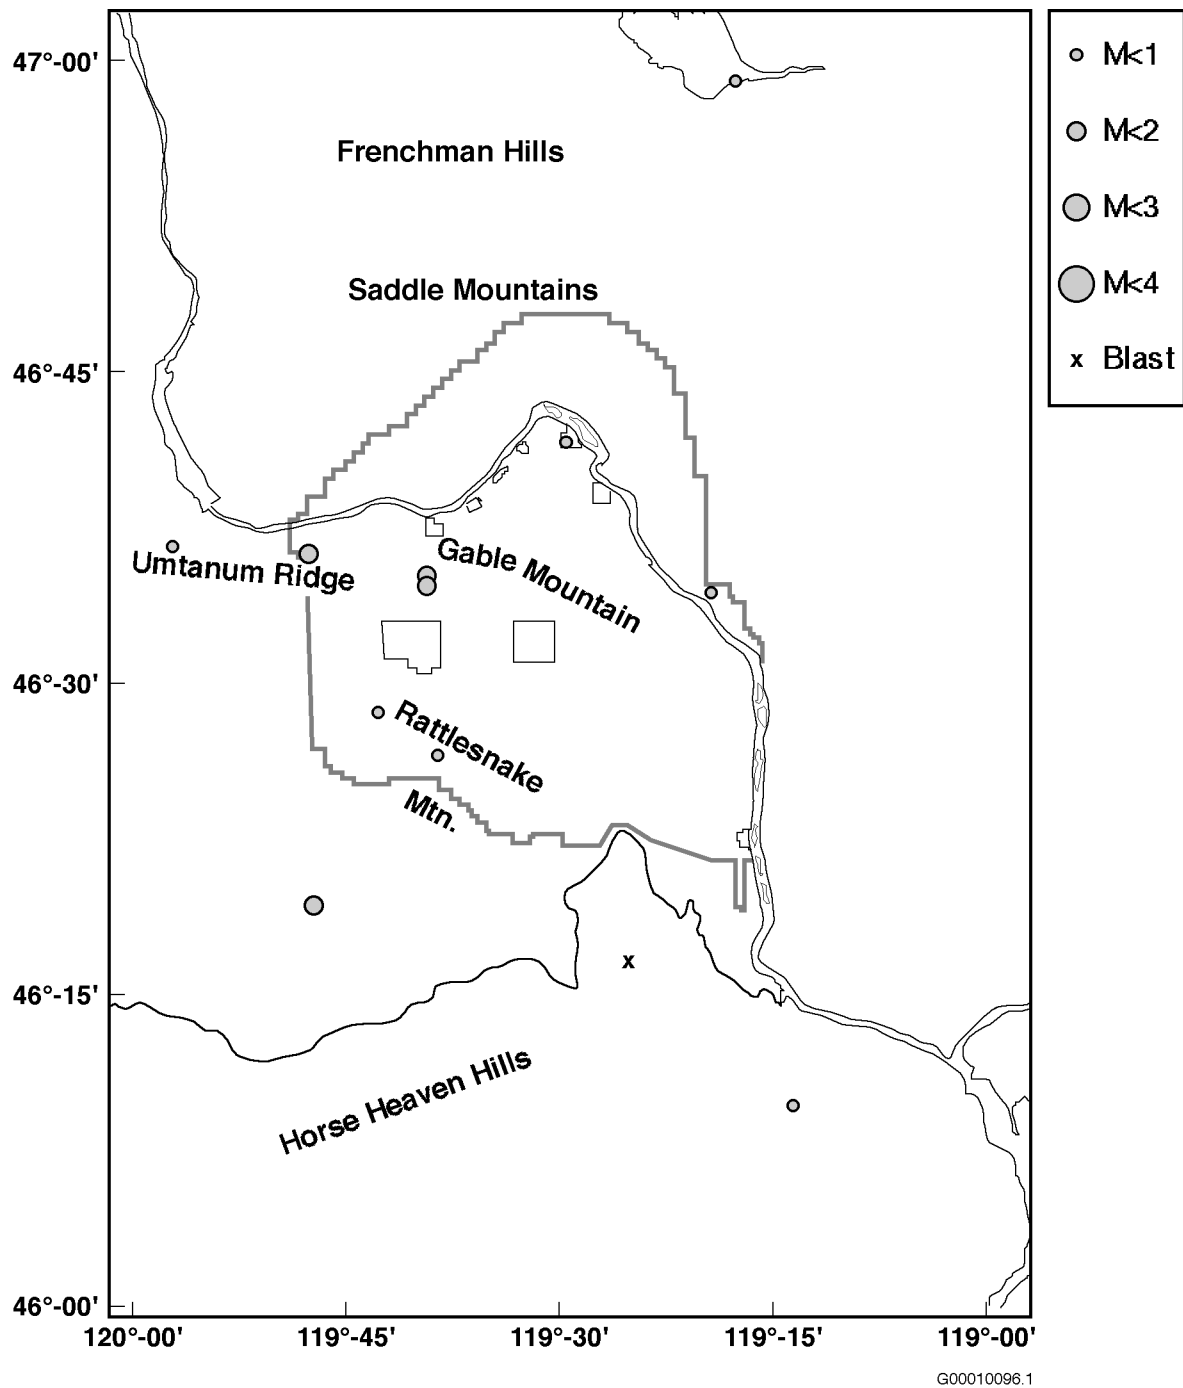 47°-00'
46°-45'
46°-30'
46°-15'
46°-00'
120°-00'
119°-45'
119°-30'
119°-15'
119°-00'
Frenchman Hills
Saddle Mountains
Umtanum Ridge
Gable Mountain
Rattlesnake
Mtn.
x
Horse Heaven Hills
M<1
M<2
M<3
M<4
x Blast
G00010096.1